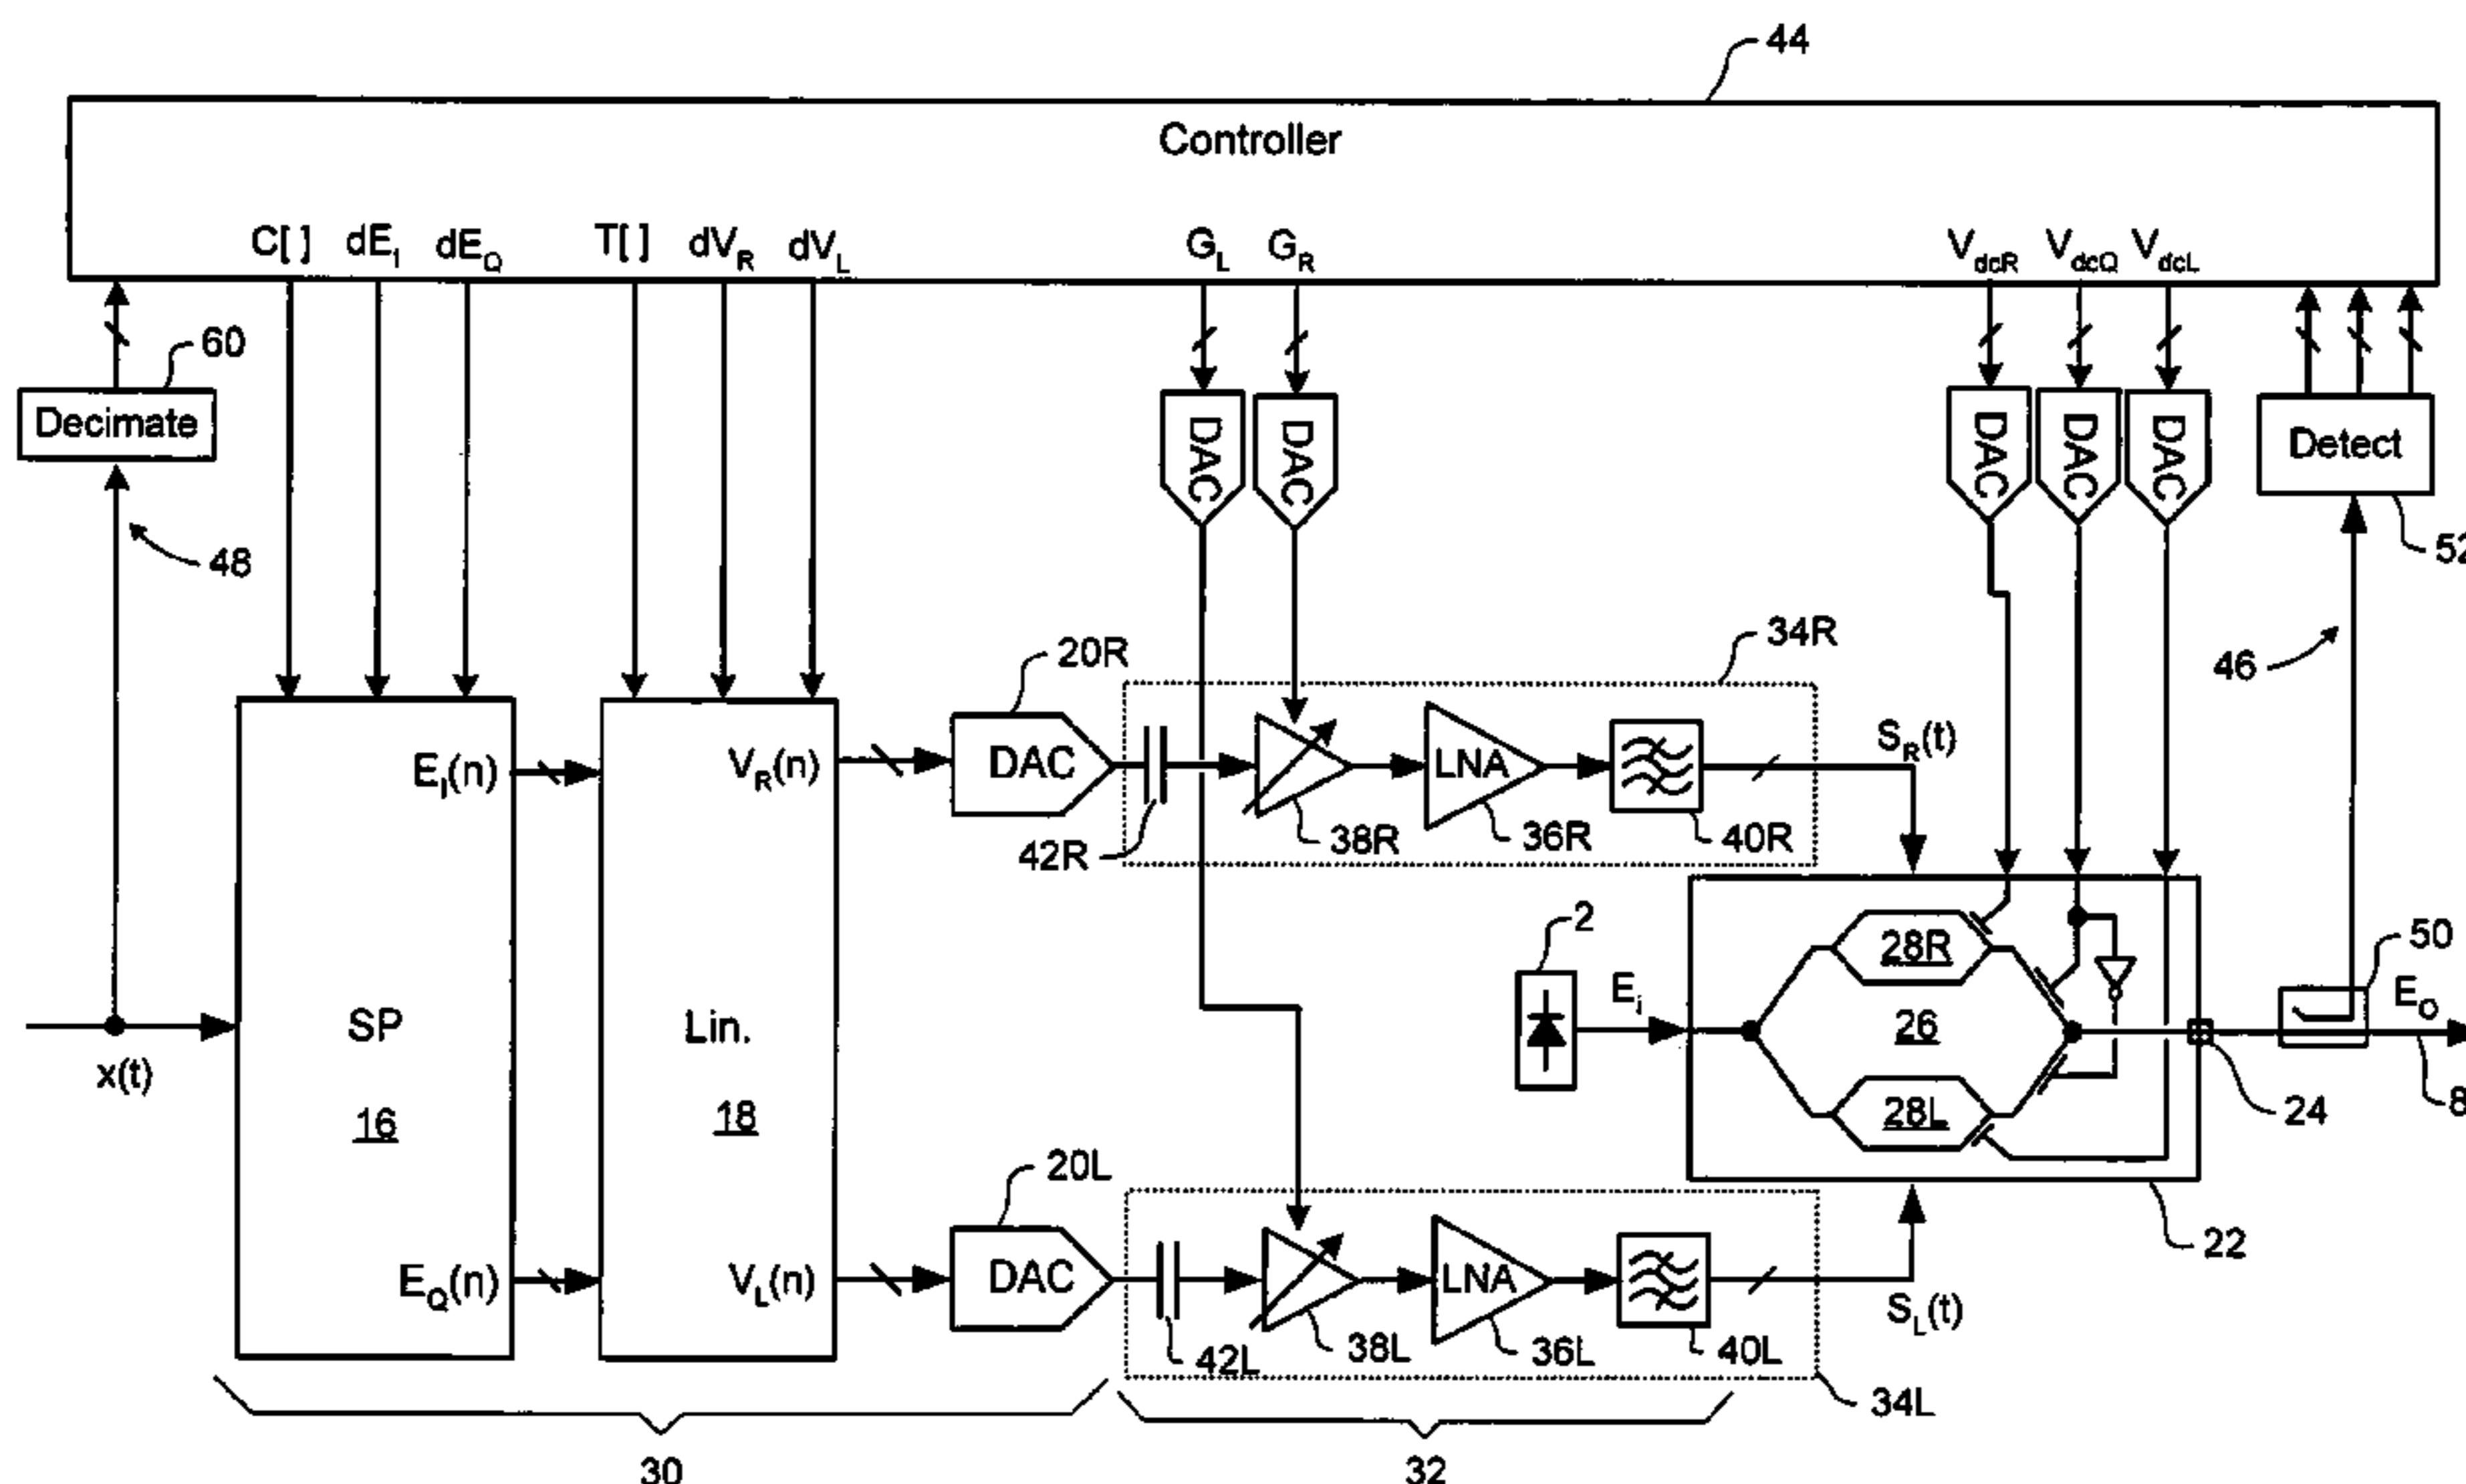 44
Controller
C[ ] dE_I dE_Q T[ ] dV_R dV_L G_L G_R V_dcR V_dcQ V_dcL
60
Decimate
DAC DAC DAC DAC DAC
Detect
52
48
20R
34R
46
E_I(n) V_R(n) DAC LNA S_R(t)
42R 38R 36R 40R
2
28R
50
E_i
26
E_O
SP Lin.
x(t)
16 18
28L
24
8
20L
22
E_Q(n) V_L(n) DAC LNA
S_L(t)
42L 38L 36L 40L
34L
30 32